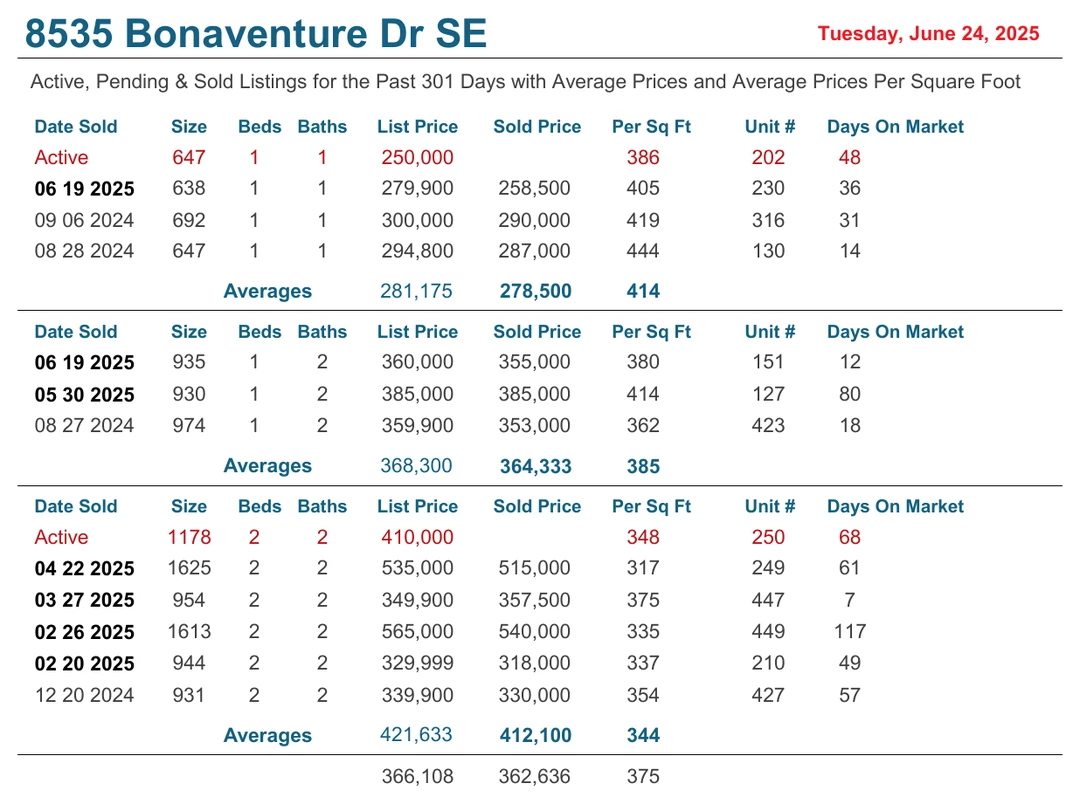 8535 Bonaventure Dr SE Tuesday, June 24, 2025
Active, Pending & Sold Listings for the Past 301 Days with Average Prices and Average Prices Per Square Foot
Date Sold Size Beds Baths List Price Sold Price Per Sq Ft Unit # Days On Market
Active 647 1 1 250,000 386 202 48
06 19 2025 638 1 1 279,900 258,500 405 230 36
09 06 2024 692 1 1 300,000 290,000 419 316 31
08 28 2024 647 1 1 294,800 287,000 444 130 14
Averages 281,175 278,500 414
Date Sold Size Beds Baths List Price Sold Price Per Sq Ft Unit # Days On Market
06 19 2025 935 1 2 360,000 355,000 380 151 12
05 30 2025 930 1 2 385,000 385,000 414 127 80
08 27 2024 974 1 2 359,900 353,000 362 423 18
Averages 368,300 364,333 385
Date Sold Size Beds Baths List Price Sold Price Per Sq Ft Unit # Days On Market
Active 1178 2 2 410,000 348 250 68
04 22 2025 1625 2 2 535,000 515,000 317 249 61
03 27 2025 954 2 2 349,900 357,500 375 447 7
02 26 2025 1613 2 2 565,000 540,000 335 449 117
02 20 2025 944 2 2 329,999 318,000 337 210 49
12 20 2024 931 2 2 339,900 330,000 354 427 57
Averages 421,633 412,100 344
366,108 362,636 375